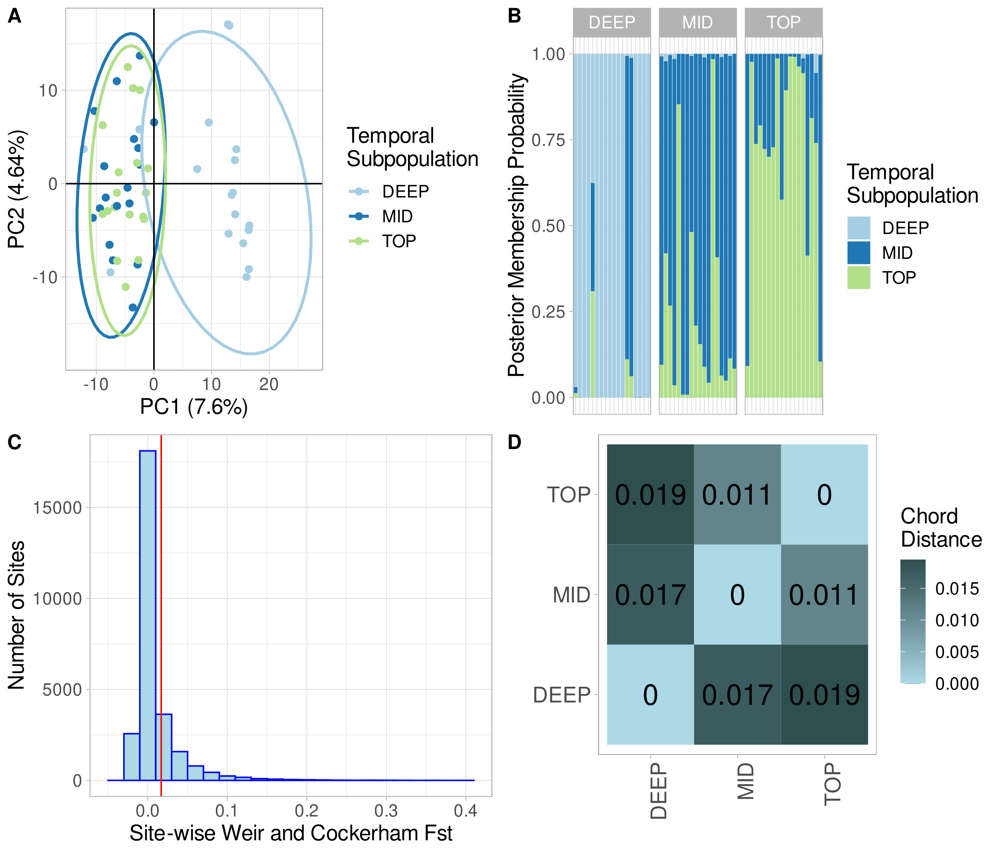 A
10
0
-10
PC2 (4.64%)
-10
0
10
20
PC1 (7.6%)
Temporal
Subpopulation
DEEP
MID
TOP
B
DEEP
MID
TOP
1.00
0.75
0.50
0.25
0.00
Posterior Membership Probability
Temporal
Subpopulation
DEEP
MID
TOP
C
15000
10000
5000
0
Number of Sites
0.0
0.1
0.2
0.3
0.4
Site-wise Weir and Cockerham Fst
D
TOP
0.019
0.011
0
MID
0.017
0
0.011
DEEP
0
0.017
0.019
DEEP
MID
TOP
Chord
Distance
0.015
0.010
0.005
0.000